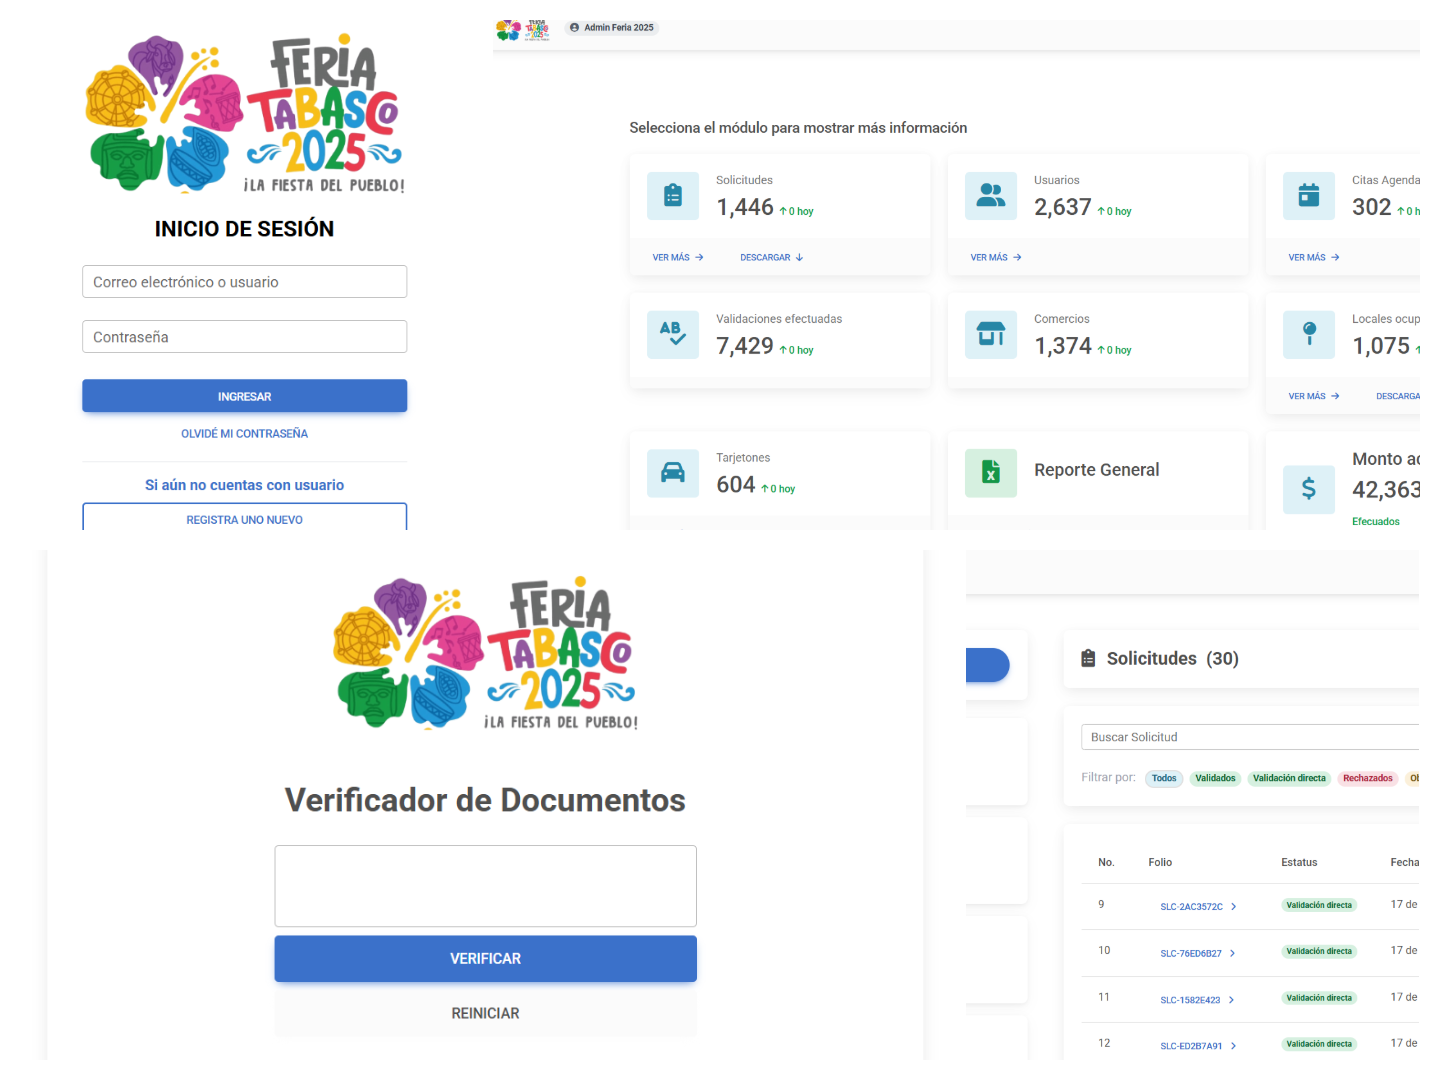 FERIA
TABASCO
2025
¡LA FIESTA DEL PUEBLO!
INICIO DE SESIÓN
Correo electrónico o usuario
Contraseña
INGRESAR
OLVIDÉ MI CONTRASEÑA
Si aún no cuentas con usuario
REGISTRA UNO NUEVO
FERIA
TABASCO
2025
Admin Feria 2025
Selecciona el módulo para mostrar más información
Solicitudes
1,446 ↑ 0 hoy
VER MÁS → DESCARGAR ↓
Usuarios
2,637 ↑ 0 hoy
VER MÁS →
Citas Agenda
302 ↑ 0 h
VER MÁS →
Validaciones efectuadas
7,429 ↑ 0 hoy
Comercios
1,374 ↑ 0 hoy
Locales ocup
1,075 ↑
VER MÁS → DESCARGA
Tarjetones
604 ↑ 0 hoy
Reporte General
Monto ac
42,363
Efecuados
FERIA
TABASCO
2025
¡LA FIESTA DEL PUEBLO!
Verificador de Documentos
VERIFICAR
REINICIAR
Solicitudes (30)
Buscar Solicitud
Filtrar por: Todos Validados Validación directa Rechazados Ob
No. Folio Estatus Fecha
9 SLC-2AC3572C > Validación directa 17 de
10 SLC-76ED6B27 > Validación directa 17 de
11 SLC-1582E423 > Validación directa 17 de
12 SLC-ED2B7A91 > Validación directa 17 de